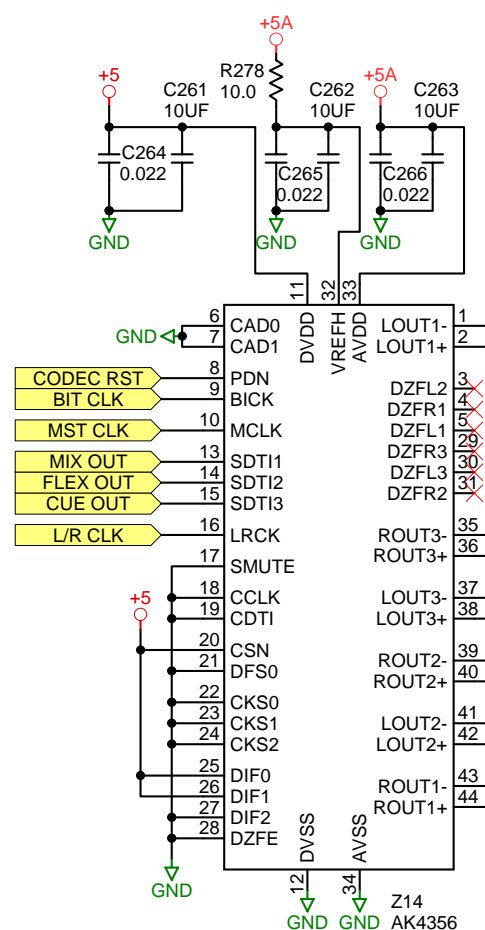 +5A
R278
10.0
+5
C261
10UF
C262
10UF
+5A
C263
10UF
C264
0.022
C265
0.022
C266
0.022
GND
GND
GND
11
32
33
DVDD
VREFH
AVDD
GND
6
CAD0
7
CAD1
CODEC RST
8
PDN
BIT CLK
9
BICK
MST CLK
10
MCLK
MIX OUT
13
SDTI1
FLEX OUT
14
SDTI2
CUE OUT
15
SDTI3
L/R CLK
16
LRCK
17
SMUTE
18
CCLK
19
CDTI
+5
20
CSN
21
DFS0
22
CKS0
23
CKS1
24
CKS2
25
DIF0
26
DIF1
27
DIF2
28
DZFE
GND
LOUT1-
1
LOUT1+
2
DZFL2
3
DZFR1
4
DZFL1
5
DZFR3
29
DZFL3
30
DZFR2
31
ROUT3-
35
ROUT3+
36
LOUT3-
37
LOUT3+
38
ROUT2-
39
ROUT2+
40
LOUT2-
41
LOUT2+
42
ROUT1-
43
ROUT1+
44
DVSS
AVSS
12
34
GND
GND
Z14
AK4356